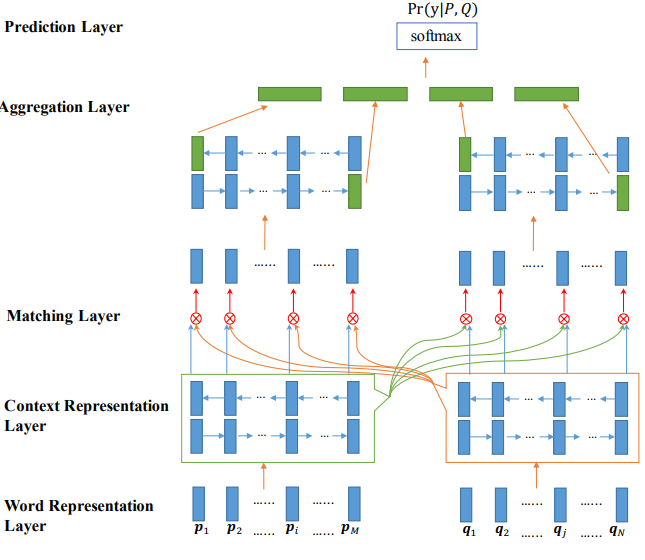 Pr(y|P, Q)
Prediction Layer
softmax
Aggregation Layer
... ... ... ...
... ... ... ...
...... ...... ...... ......
Matching Layer
Context Representation
Layer
... ... ... ...
... ... ... ...
Word Representation
Layer
...... ...... ...... ......
p1 p2 ...... pi ...... pM q1 q2 ...... qj ...... qN